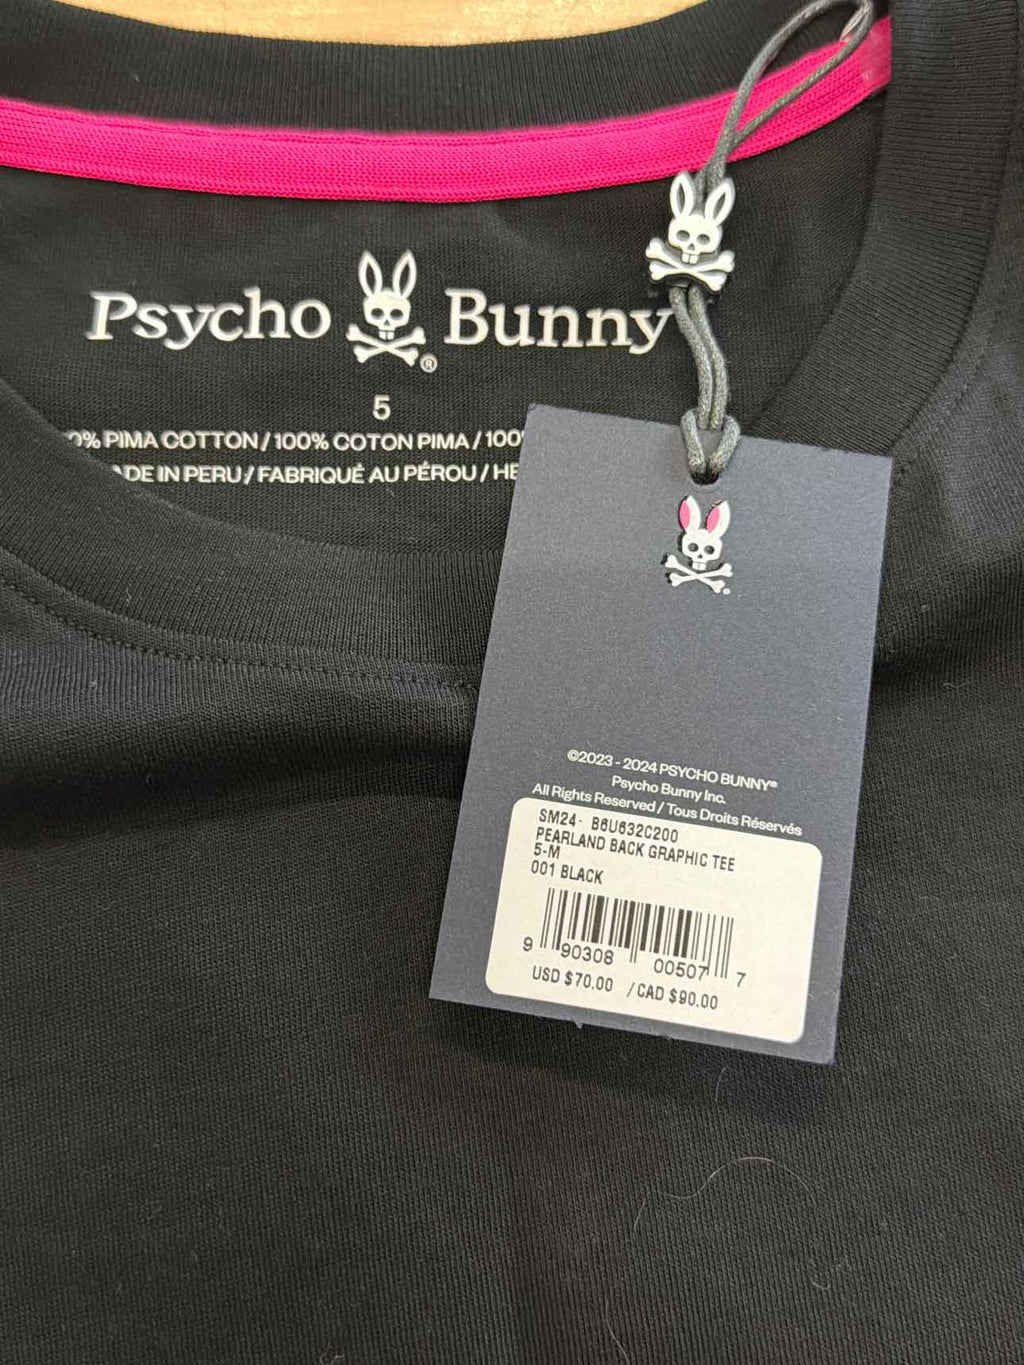 Psycho Bunny®
5
0% PIMA COTTON / 100% COTON PIMA / 100
ADE IN PERU / FABRIQUÉ AU PÉROU / HE
©2023 - 2024 PSYCHO BUNNY®
Psycho Bunny Inc.
All Rights Reserved / Tous Droits Réservés
SM24- B6U632C200
PEARLAND BACK GRAPHIC TEE
5-M
001 BLACK
9 90308 00507 7
USD $70.00 / CAD $90.00